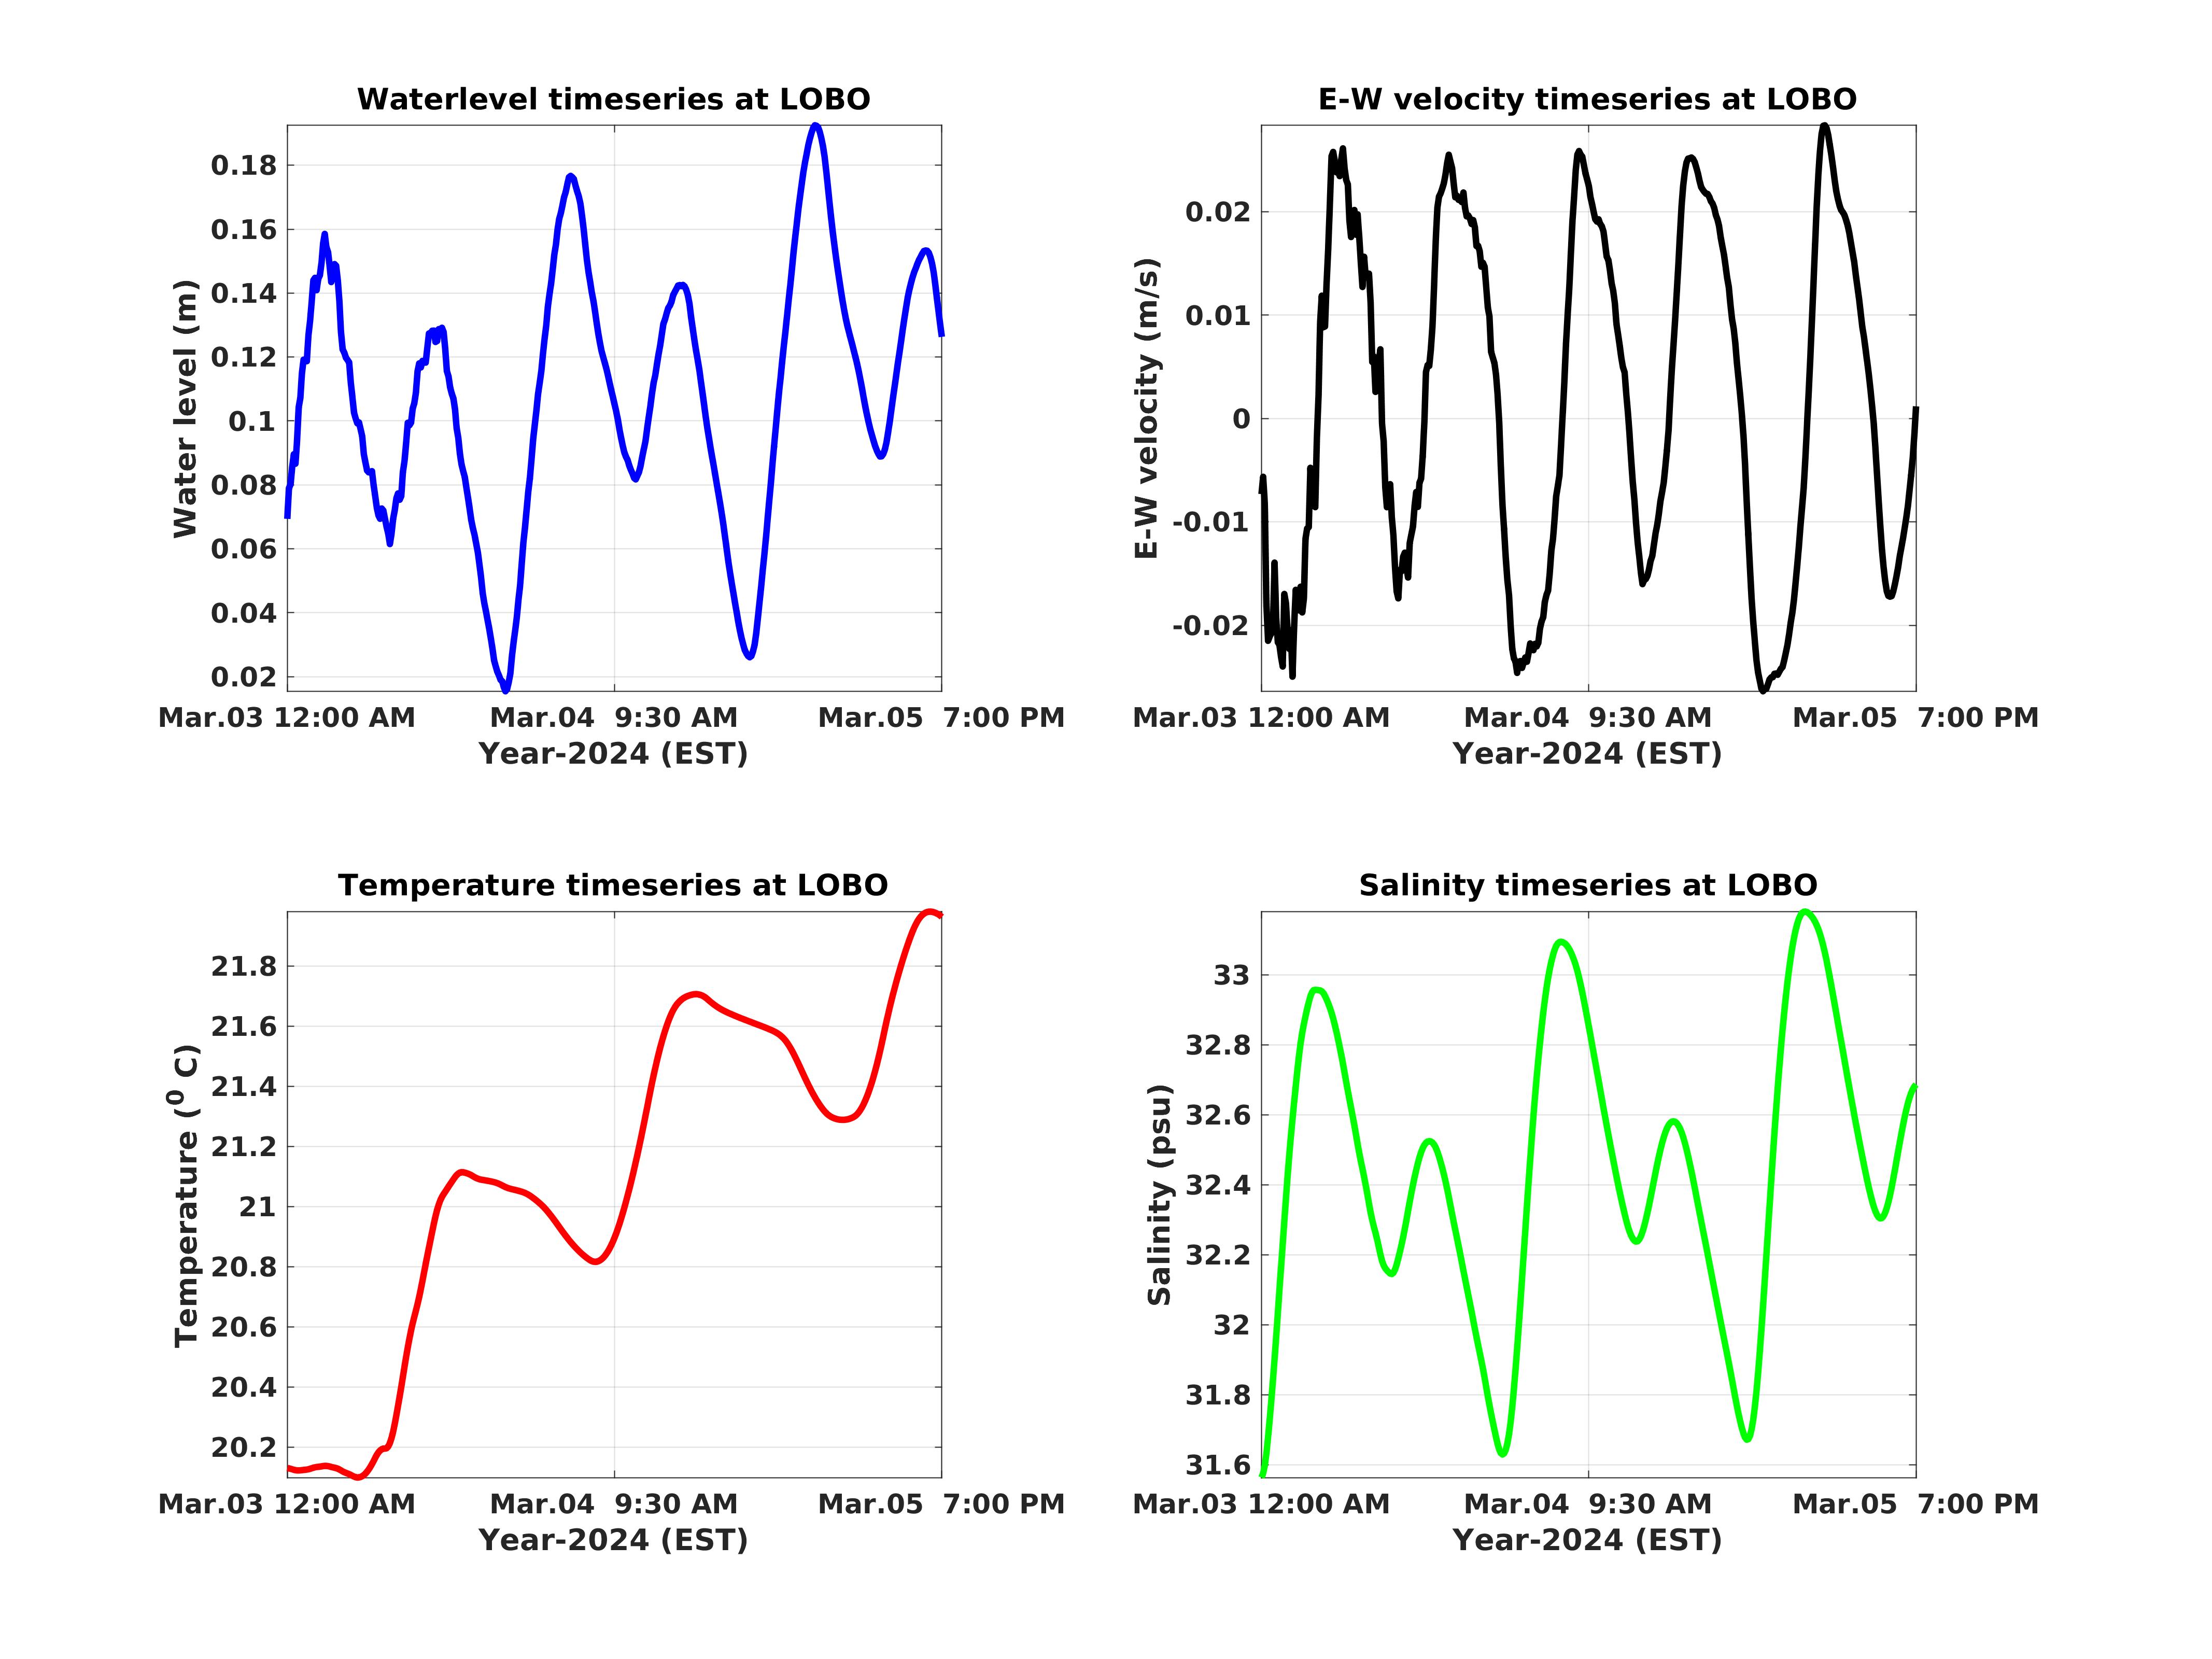 Waterlevel timeseries at LOBO
Water level (m)
0.18
0.16
0.14
0.12
0.1
0.08
0.06
0.04
0.02
Mar.03 12:00 AM Mar.04 9:30 AM Mar.05 7:00 PM
Year-2024 (EST)
E-W velocity timeseries at LOBO
E-W velocity (m/s)
0.02
0.01
0
-0.01
-0.02
Mar.03 12:00 AM Mar.04 9:30 AM Mar.05 7:00 PM
Year-2024 (EST)
Temperature timeseries at LOBO
Temperature (⁰ C)
21.8
21.6
21.4
21.2
21
20.8
20.6
20.4
20.2
Mar.03 12:00 AM Mar.04 9:30 AM Mar.05 7:00 PM
Year-2024 (EST)
Salinity timeseries at LOBO
Salinity (psu)
33
32.8
32.6
32.4
32.2
32
31.8
31.6
Mar.03 12:00 AM Mar.04 9:30 AM Mar.05 7:00 PM
Year-2024 (EST)